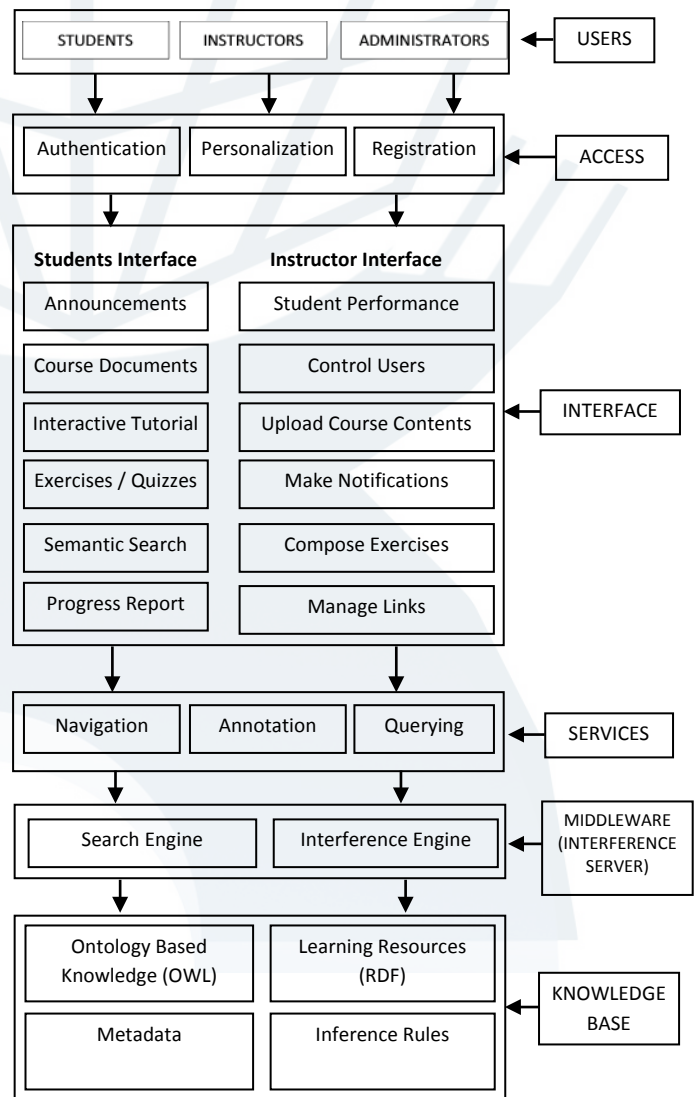 STUDENTS INSTRUCTORS ADMINISTRATORS USERS
Authentication Personalization Registration ACCESS
Students Interface Instructor Interface
Announcements Student Performance
Course Documents Control Users
Interactive Tutorial Upload Course Contents INTERFACE
Exercises / Quizzes Make Notifications
Semantic Search Compose Exercises
Progress Report Manage Links
Navigation Annotation Querying SERVICES
Search Engine Interference Engine
MIDDLEWARE
(INTERFERENCE
SERVER)
Ontology Based
Knowledge (OWL)
Learning Resources
(RDF)
Metadata Inference Rules
KNOWLEDGE
BASE